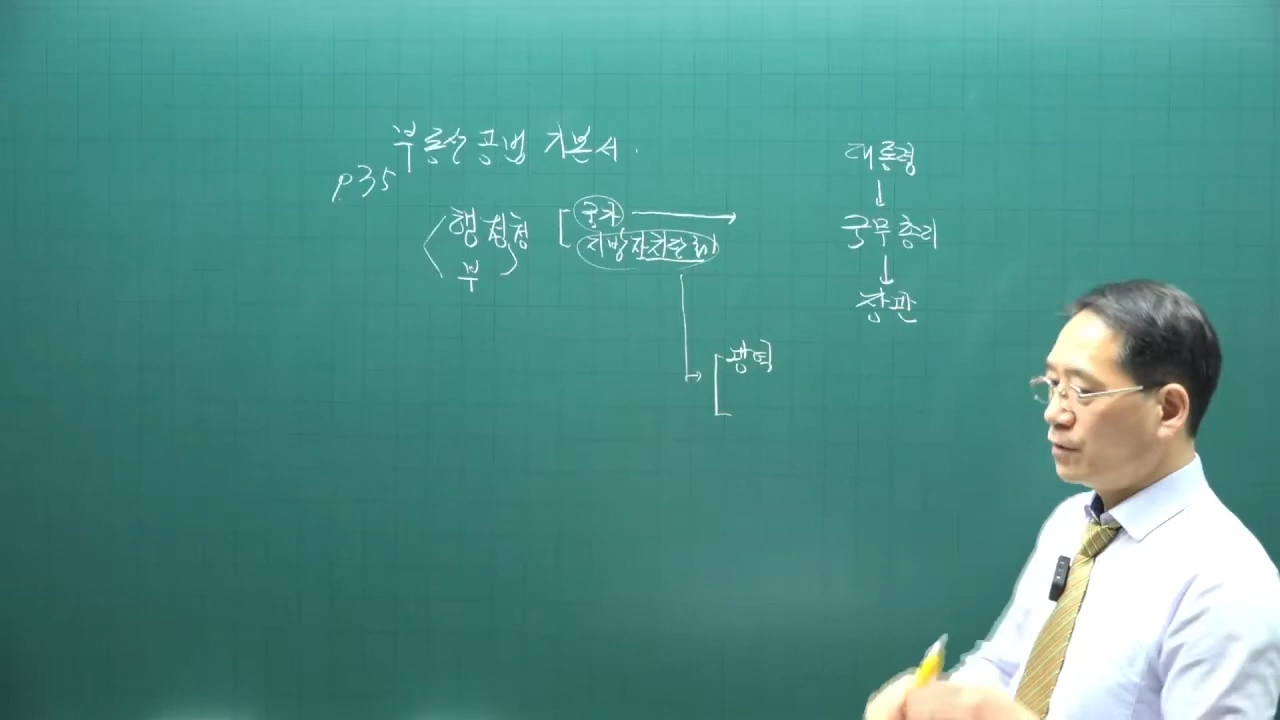 부동산공법 기본서.
p35
행정청
부
국가
지방자치단체
광역
대통령
↓
국무총리
↓
장관